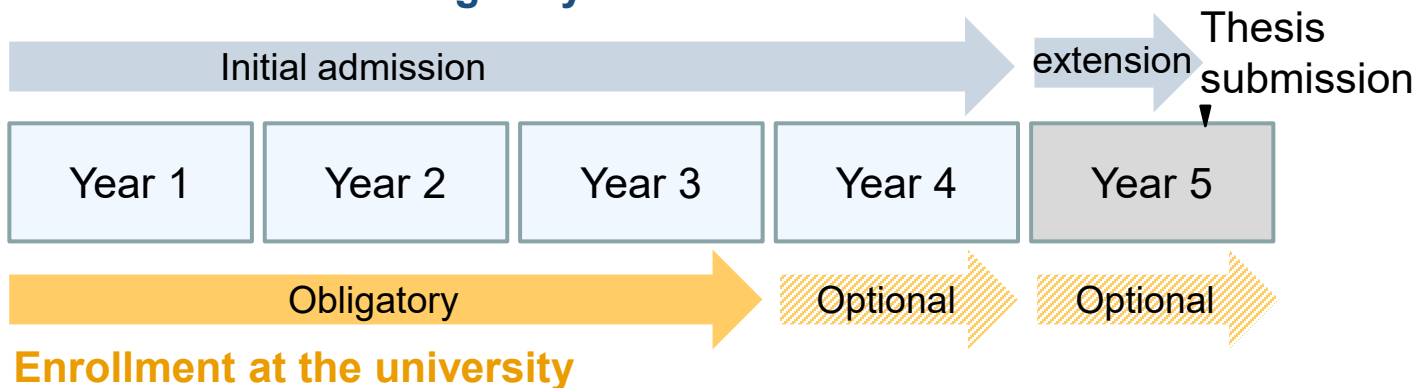 Initial admission
extension
Thesis
submission
Year 1
Year 2
Year 3
Year 4
Year 5
Obligatory
Optional
Optional
Enrollment at the university